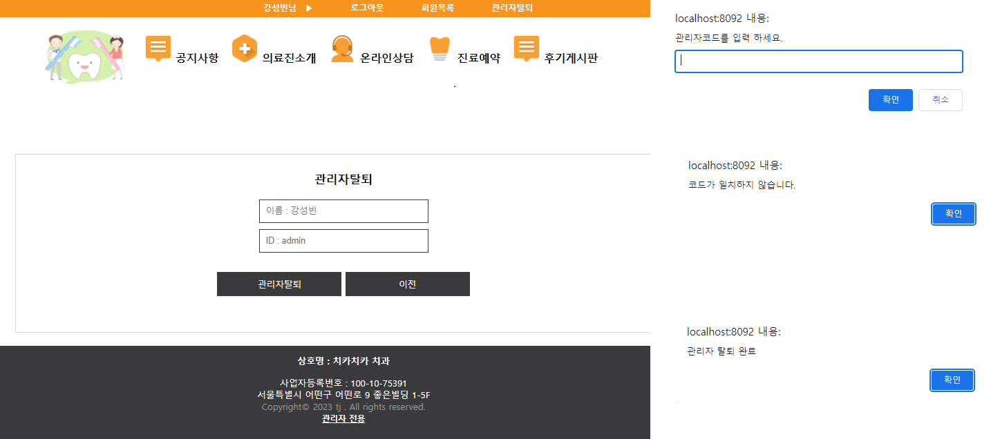 강성빈님 ▶ 로그아웃 회원목록 관리자탈퇴
공지사항 의료진소개 온라인상담 진료예약 후기게시판
.
관리자탈퇴
이름 : 강성빈
ID : admin
관리자탈퇴 이전
상호명 : 치카치카 치과
사업자등록번호 : 100-10-75391
서울특별시 어떤구 어떤로 9 좋은빌딩 1-5F
Copyright© 2023 tj . All rights reserved.
관리자 전용
localhost:8092 내용:
관리자코드를 입력 하세요.
확인 취소
localhost:8092 내용:
코드가 일치하지 않습니다.
확인
localhost:8092 내용:
관리자 탈퇴 완료
확인